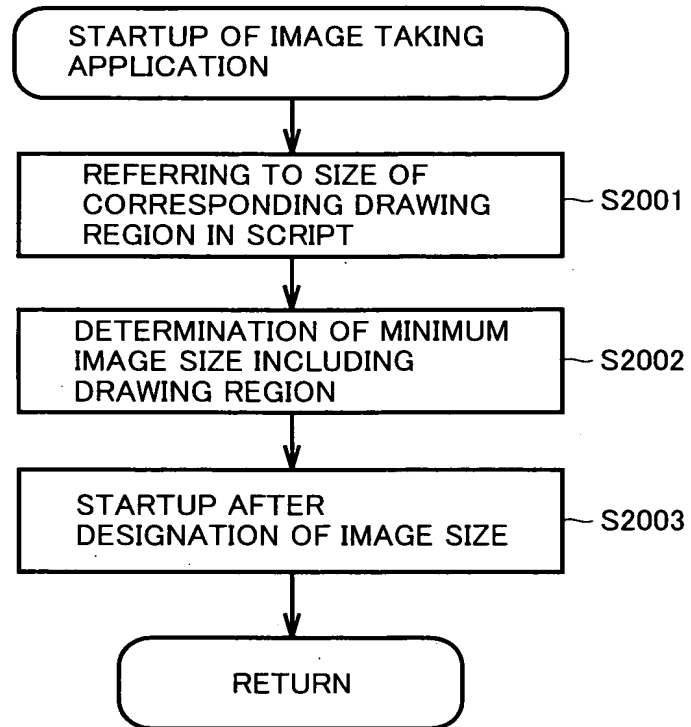 STARTUP OF IMAGE TAKING
APPLICATION
REFERRING TO SIZE OF
CORRESPONDING DRAWING
REGION IN SCRIPT
S2001
DETERMINATION OF MINIMUM
IMAGE SIZE INCLUDING
DRAWING REGION
S2002
STARTUP AFTER
DESIGNATION OF IMAGE SIZE
S2003
RETURN